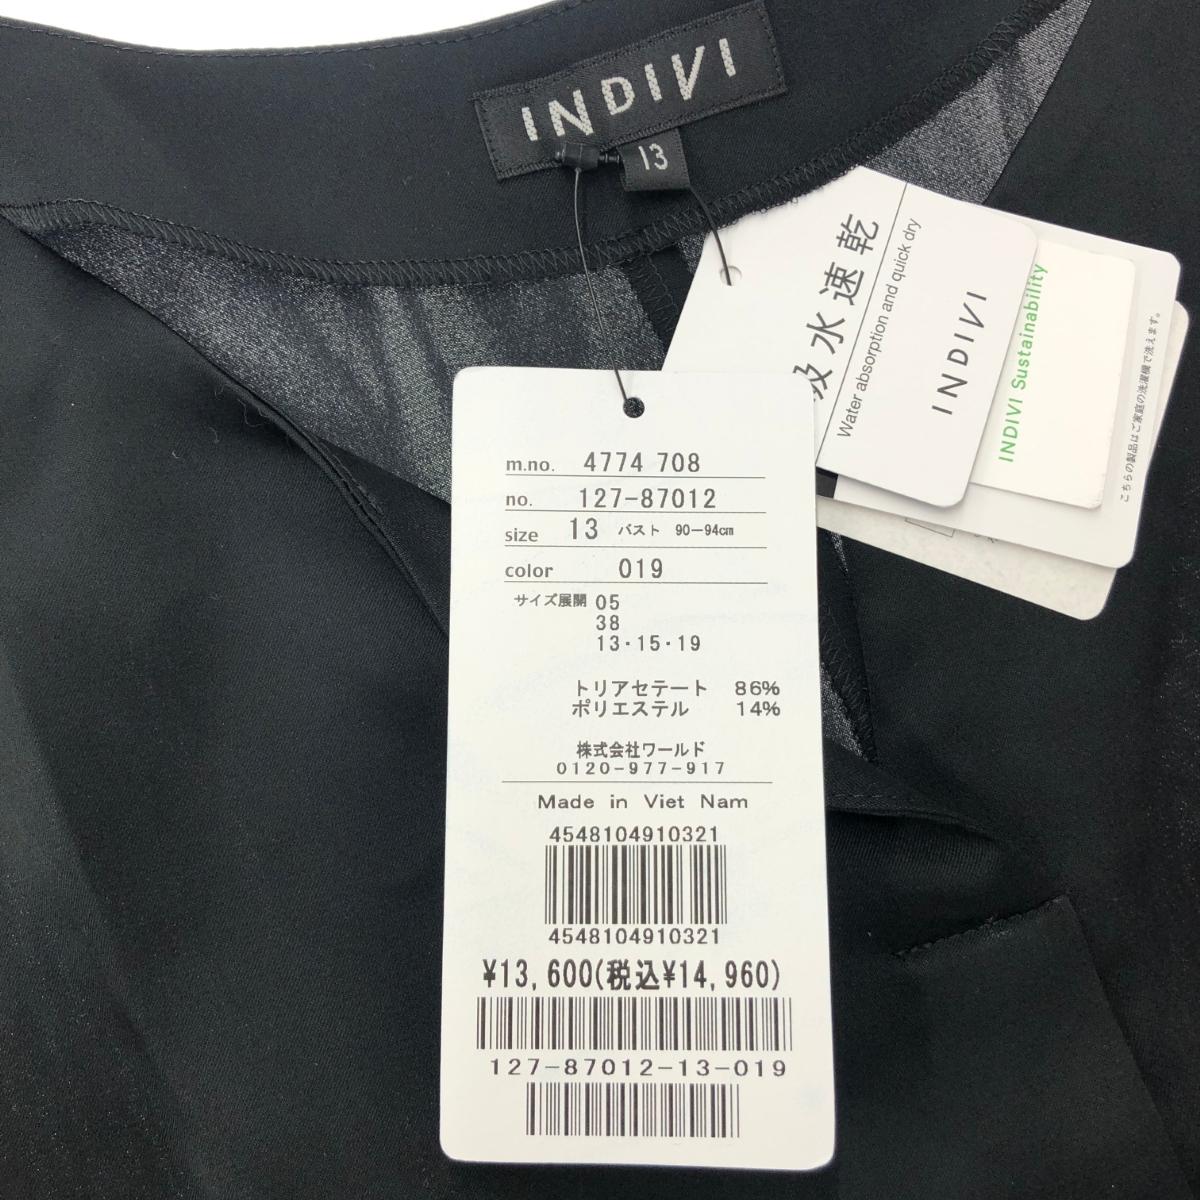 INDIVI
13
吸水速乾
Water absorption and quick dry
INDIVI
INDIVI Sustainability
こちらの製品はご家庭の洗濯機で洗えます。
m.no. 4774 708
no. 127-87012
size 13 バスト 90-94cm
color 019
サイズ展開 05
38
13・15・19
トリアセテート 86%
ポリエステル 14%
株式会社ワールド
0120-977-917
Made in Viet Nam
4548104910321
4548104910321
¥13,600(税込¥14,960)
127-87012-13-019